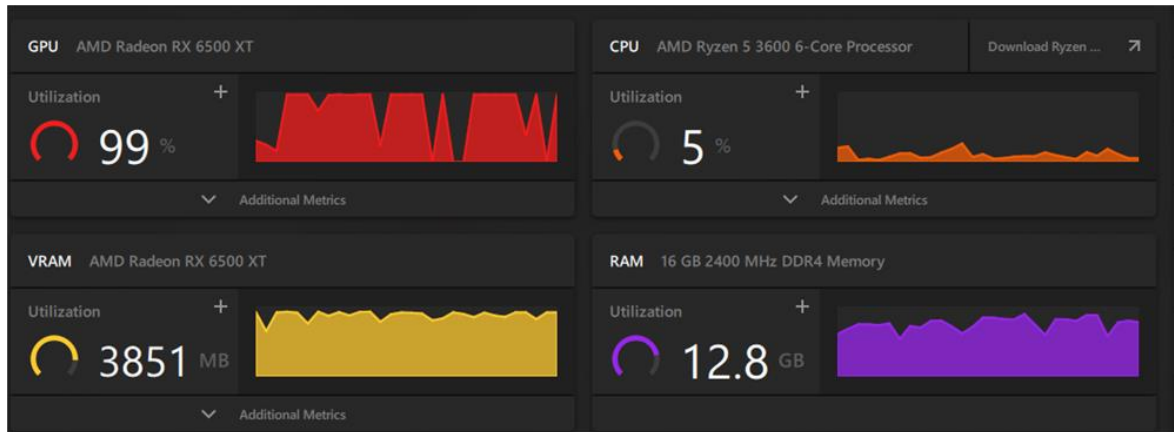 GPU AMD Radeon RX 6500 XT
Utilization +
99 %
Additional Metrics
CPU AMD Ryzen 5 3600 6-Core Processor
Download Ryzen ...
Utilization +
5 %
Additional Metrics
VRAM AMD Radeon RX 6500 XT
Utilization +
3851 MB
Additional Metrics
RAM 16 GB 2400 MHz DDR4 Memory
Utilization +
12.8 GB